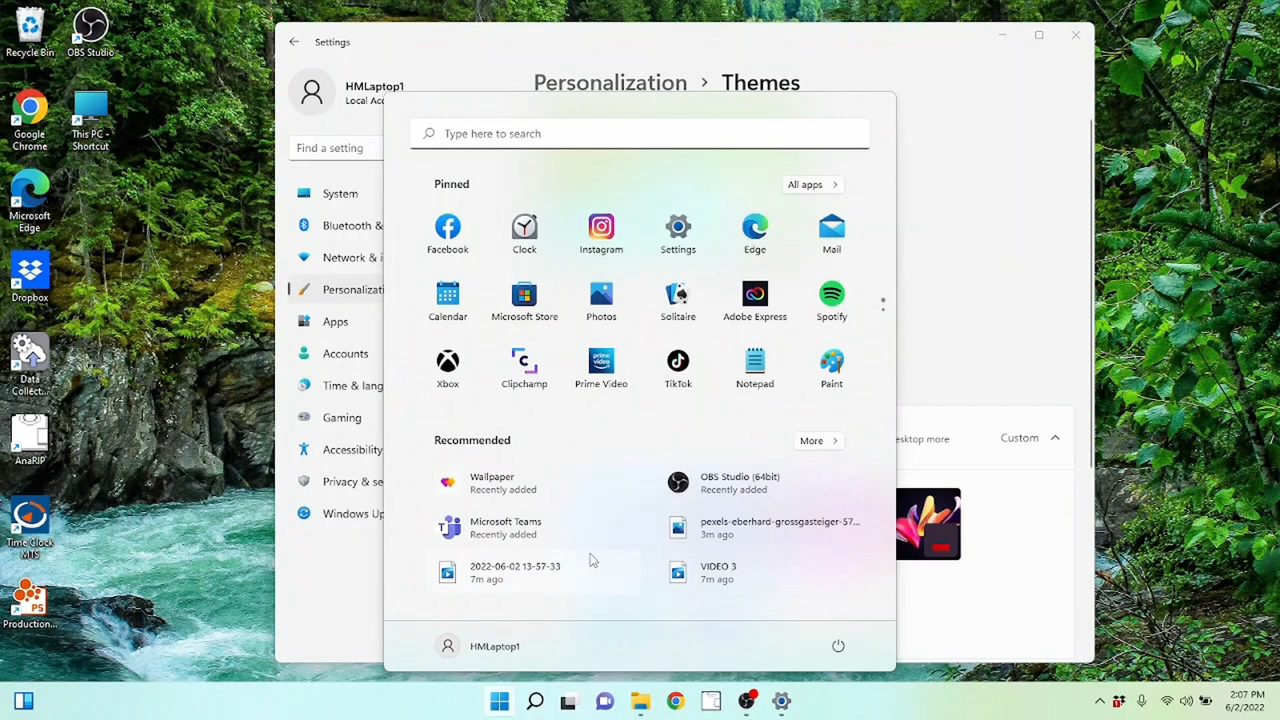 Recycle Bin
OBS Studio
Google
Chrome
This PC -
Shortcut
Microsoft
Edge
Dropbox
Data
Collect...
AnaRIP
Time Clock
MTS
Production...
Settings
HMLaptop1
Local Acc
Find a setting
System
Bluetooth &
Network & i
Personalizati
Apps
Accounts
Time & lang
Gaming
Accessibility
Privacy & se
Windows Up
Personalization > Themes
esktop more
Custom
Type here to search
Pinned
All apps >
Facebook
Clock
Instagram
Settings
Edge
Mail
Calendar
Microsoft Store
Photos
Solitaire
Adobe Express
Spotify
Xbox
Clipchamp
prime
video
Prime Video
TikTok
Notepad
Paint
Recommended
More >
Wallpaper
Recently added
OBS Studio (64bit)
Recently added
Microsoft Teams
Recently added
pexels-eberhard-grossgasteiger-57...
3m ago
2022-06-02 13-57-33
7m ago
VIDEO 3
7m ago
HMLaptop1
2:07 PM
6/2/2022